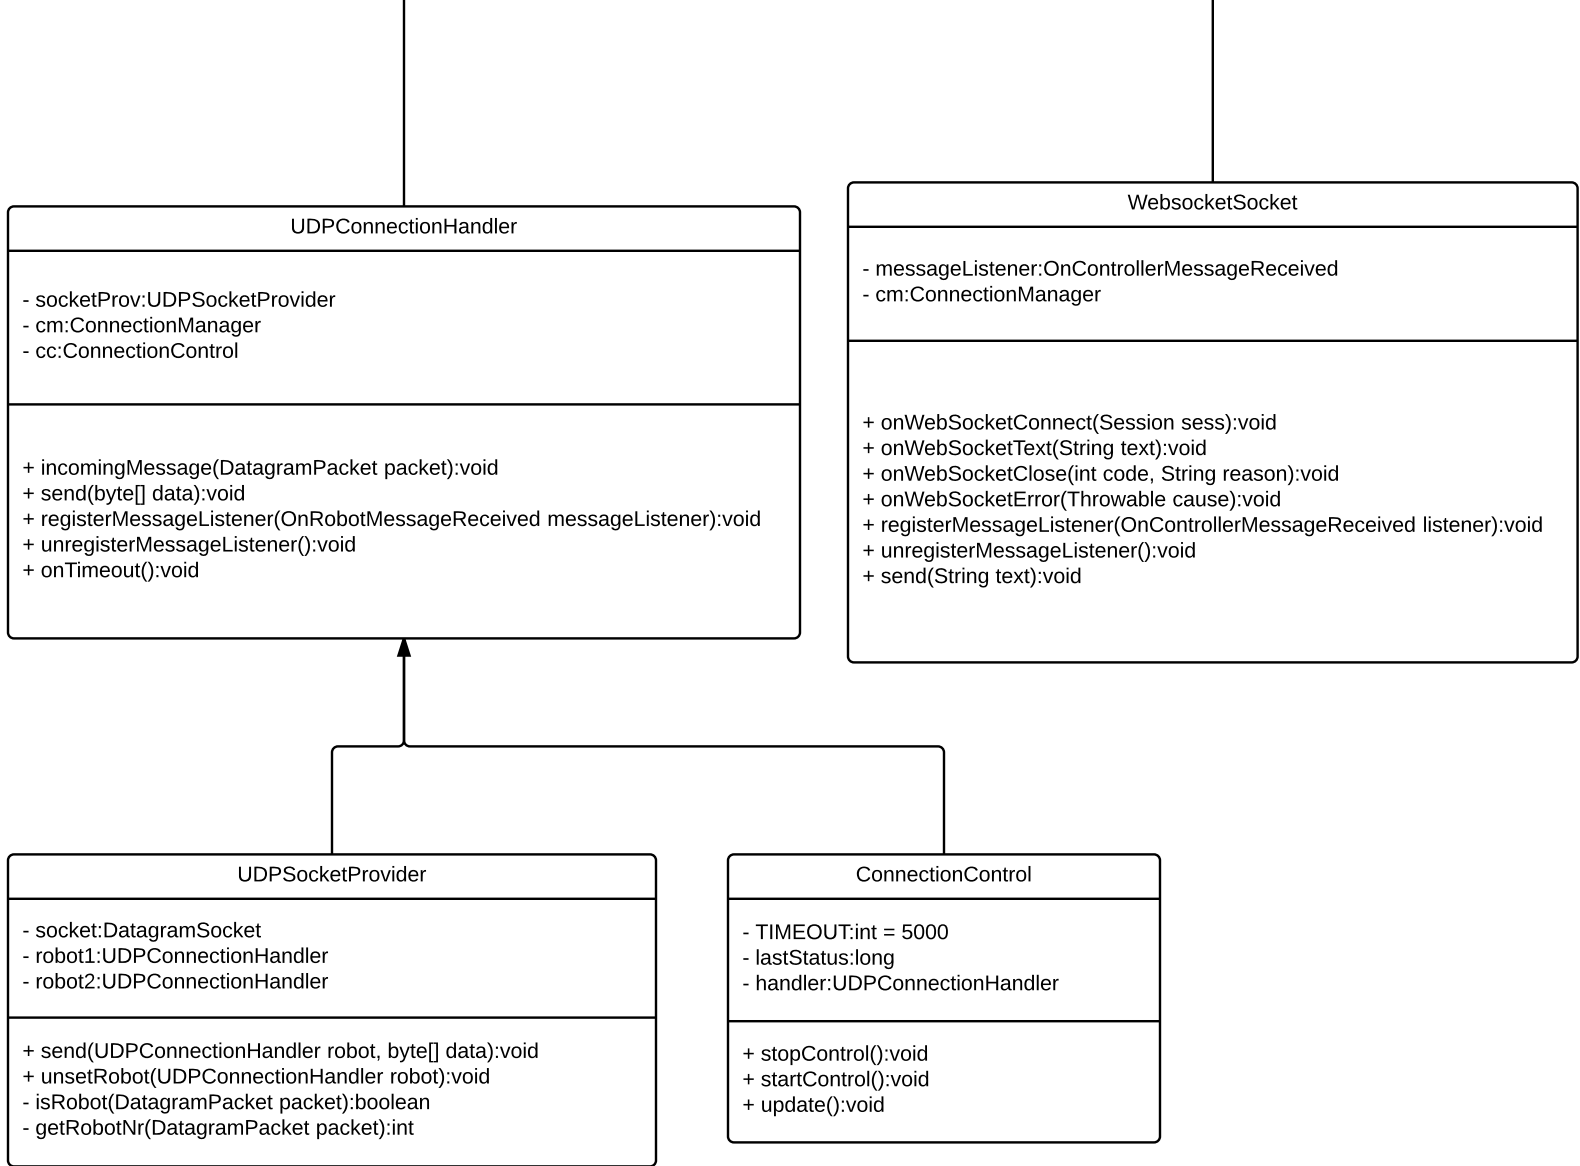 UDPConnectionHandler
- socketProv:UDPSocketProvider
- cm:ConnectionManager
- cc:ConnectionControl
+ incomingMessage(DatagramPacket packet):void
+ send(byte[] data):void
+ registerMessageListener(OnRobotMessageReceived messageListener):void
+ unregisterMessageListener():void
+ onTimeout():void
WebsocketSocket
- messageListener:OnControllerMessageReceived
- cm:ConnectionManager
+ onWebSocketConnect(Session sess):void
+ onWebSocketText(String text):void
+ onWebSocketClose(int code, String reason):void
+ onWebSocketError(Throwable cause):void
+ registerMessageListener(OnControllerMessageReceived listener):void
+ unregisterMessageListener():void
+ send(String text):void
UDPSocketProvider
- socket:DatagramSocket
- robot1:UDPConnectionHandler
- robot2:UDPConnectionHandler
+ send(UDPConnectionHandler robot, byte[] data):void
+ unsetRobot(UDPConnectionHandler robot):void
- isRobot(DatagramPacket packet):boolean
- getRobotNr(DatagramPacket packet):int
ConnectionControl
- TIMEOUT:int = 5000
- lastStatus:long
- handler:UDPConnectionHandler
+ stopControl():void
+ startControl():void
+ update():void